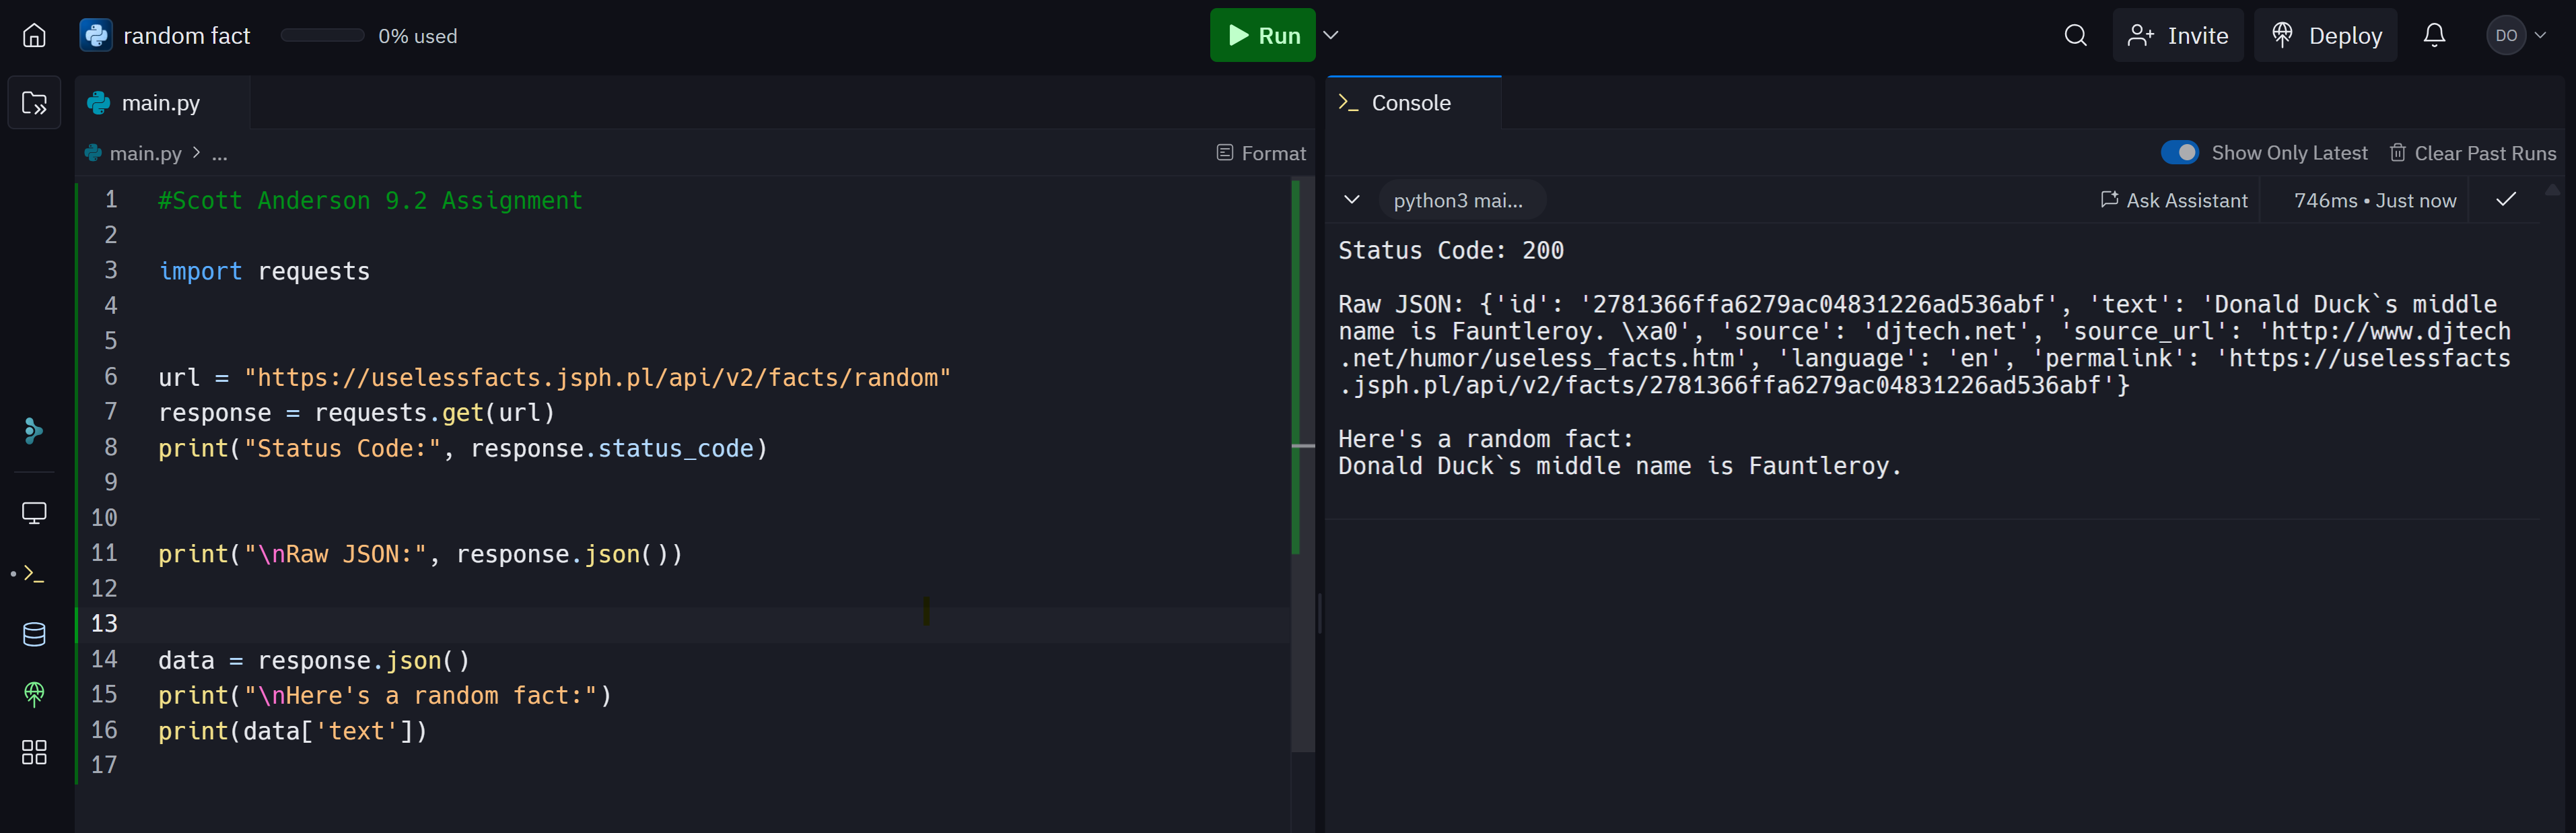 random fact 0% used Run Invite Deploy DO
main.py Console
main.py > ... Format Show Only Latest Clear Past Runs
1 #Scott Anderson 9.2 Assignment
2
3 import requests
4
5
6 url = "https://uselessfacts.jsph.pl/api/v2/facts/random"
7 response = requests.get(url)
8 print("Status Code:", response.status_code)
9
10
11 print("\nRaw JSON:", response.json())
12
13
14 data = response.json()
15 print("\nHere's a random fact:")
16 print(data['text'])
17
python3 mai... Ask Assistant 746ms • Just now
Status Code: 200
Raw JSON: {'id': '2781366ffa6279ac04831226ad536abf', 'text': 'Donald Duck`s middle
name is Fauntleroy. \xa0', 'source': 'djtech.net', 'source_url': 'http://www.djtech
.net/humor/useless_facts.htm', 'language': 'en', 'permalink': 'https://uselessfacts
.jsph.pl/api/v2/facts/2781366ffa6279ac04831226ad536abf'}
Here's a random fact:
Donald Duck`s middle name is Fauntleroy.